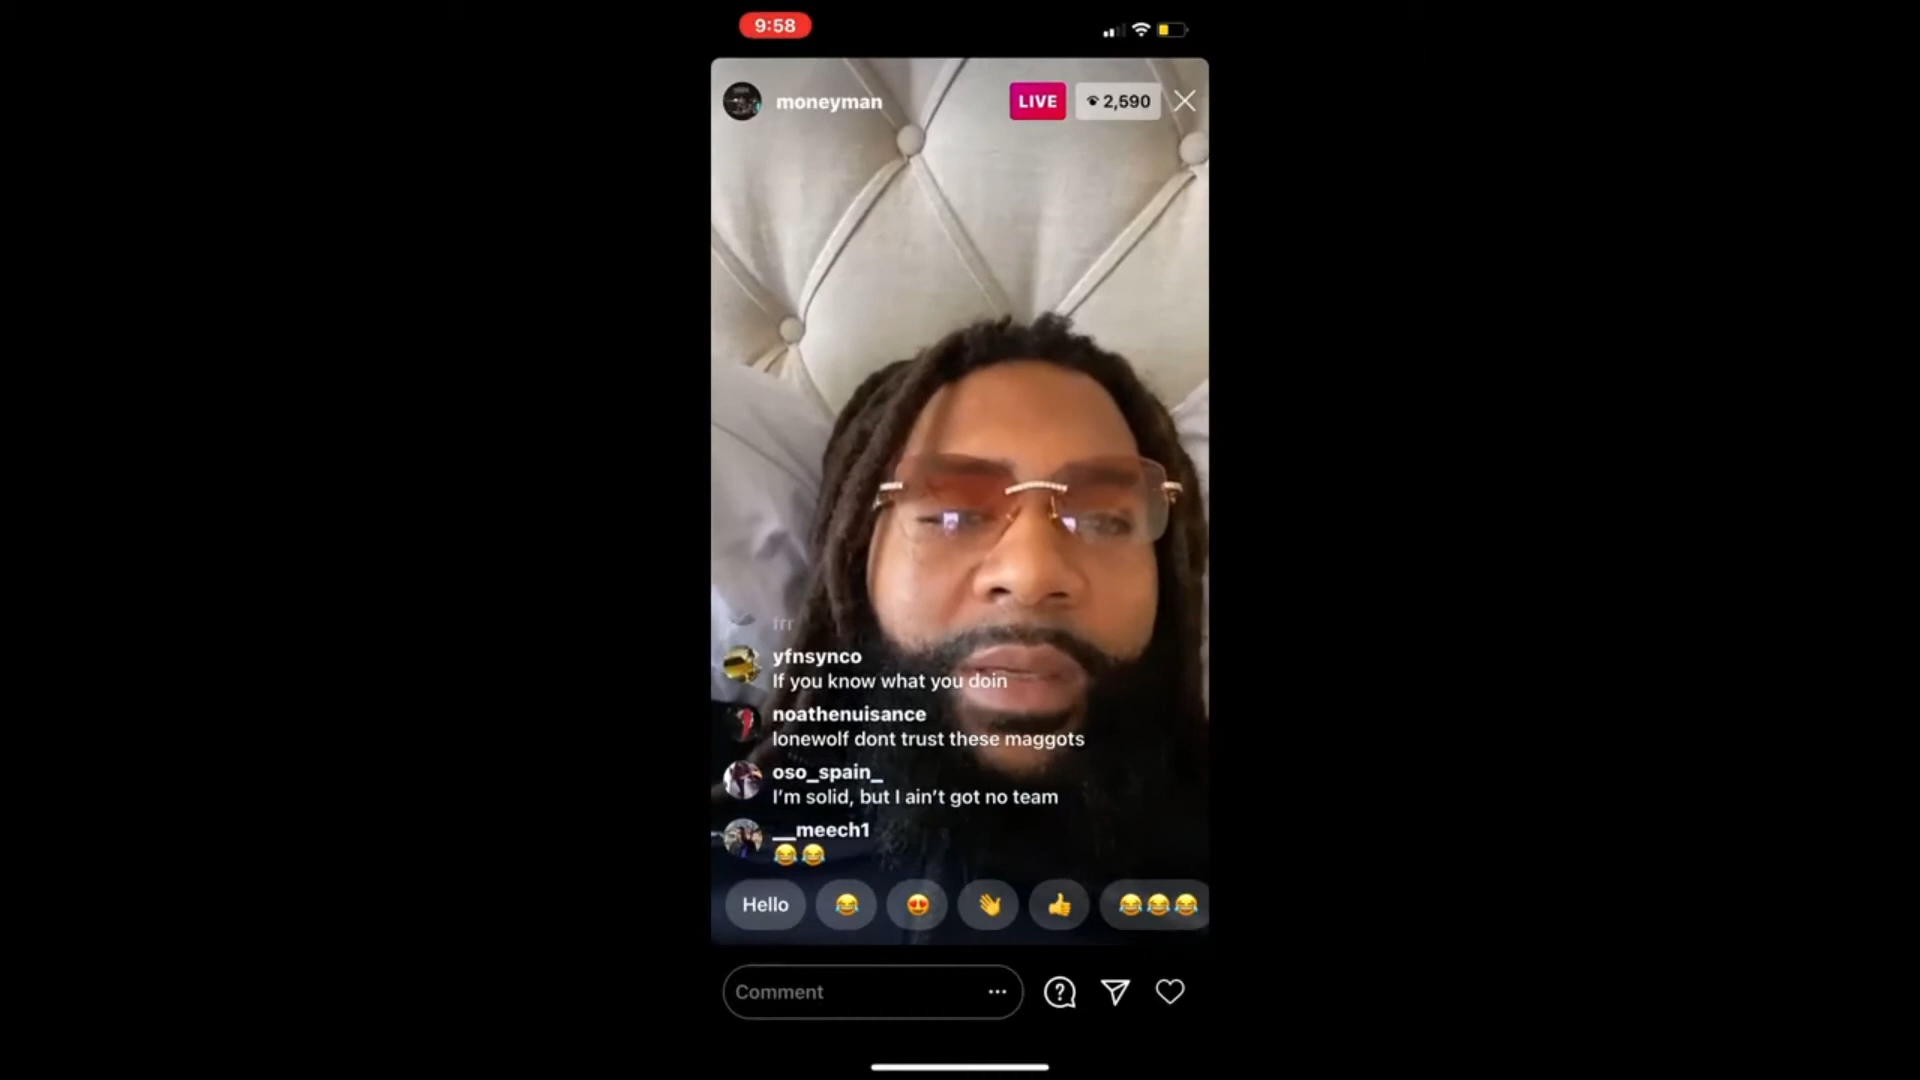 9:58
moneyman
LIVE
2,590
frr
yfnsynco
If you know what you doin
noathenuisance
lonewolf dont trust these maggots
oso_spain_
I'm solid, but I ain't got no team
__meech1
😂😂
Hello 😂 😍 👋 👍 😂😂😂
Comment